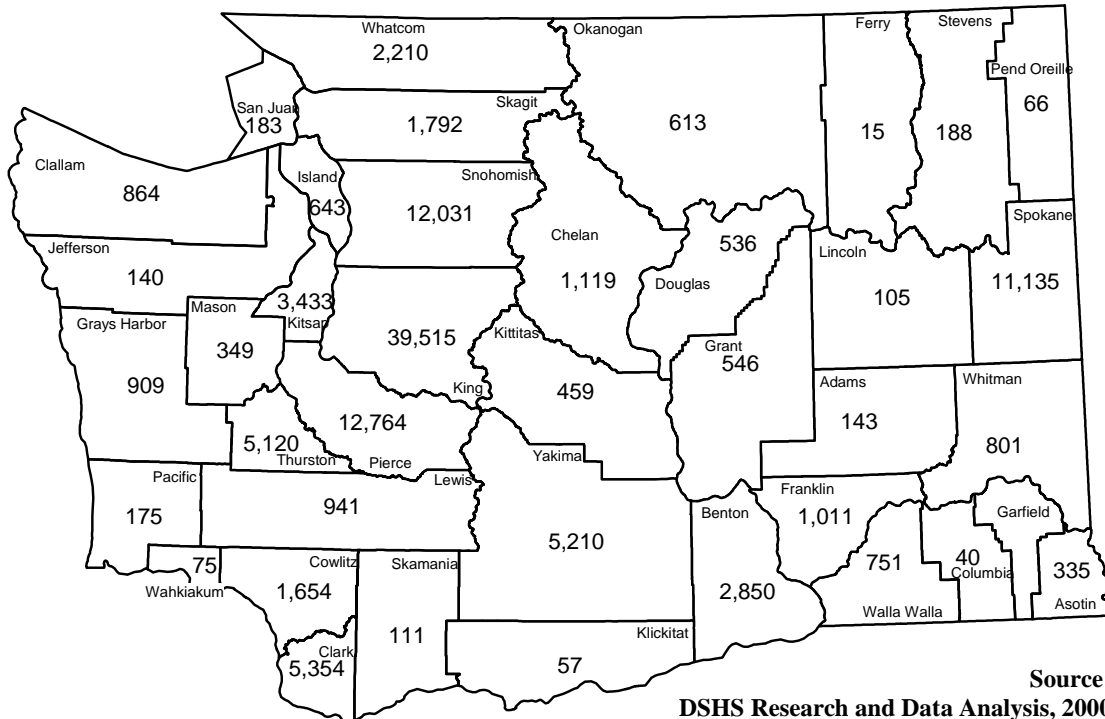 Whatcom
2,210
Okanogan
613
Ferry
15
Stevens
188
Pend Oreille
66
San Juan
183
Skagit
1,792
Clallam
864
Island
643
Snohomish
12,031
Chelan
1,119
536
Douglas
Lincoln
105
Spokane
11,135
Jefferson
140
Mason
349
3,433
Kitsap
Grays Harbor
909
39,515
King
Kittitas
459
Grant
546
Adams
143
Whitman
801
5,120
Thurston
12,764
Pierce
Yakima
5,210
Pacific
175
Lewis
941
Benton
2,850
Franklin
1,011
Garfield
751
Walla Walla
40
Columbia
335
Asotin
75
Wahkiakum
Cowlitz
1,654
Skamania
111
Clark
5,354
Klickitat
57
Source
DSHS Research and Data Analysis, 2000